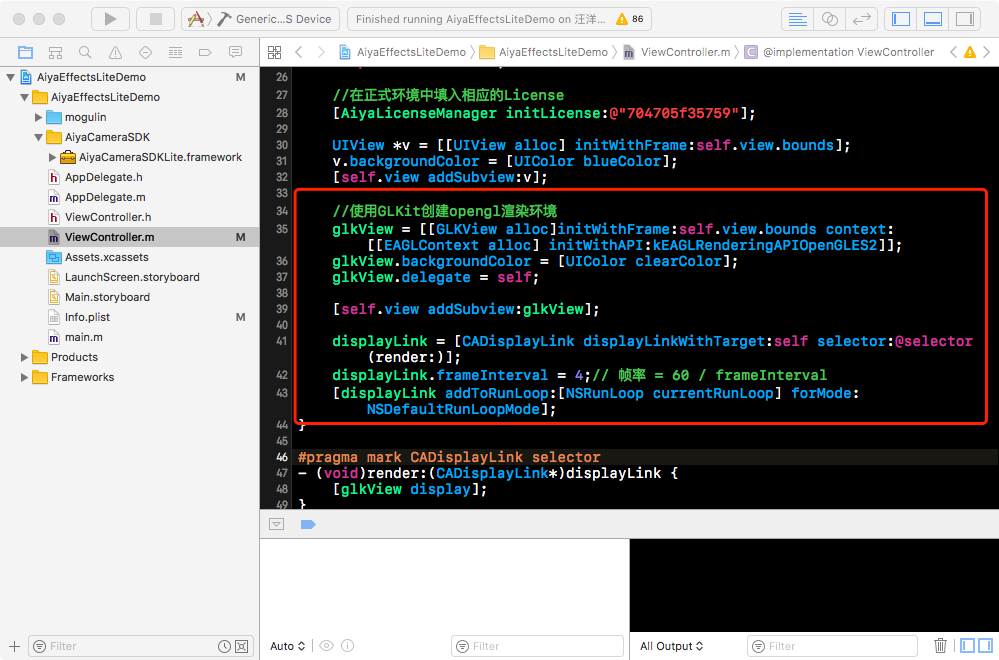 Generic...S Device
Finished running AiyaEffectsLiteDemo on 汪洋...
86
AiyaEffectsLiteDemo
AiyaEffectsLiteDemo
ViewController.m
@implementation ViewController
AiyaEffectsLiteDemo M
AiyaEffectsLiteDemo
mogulin
AiyaCameraSDK
AiyaCameraSDKLite.framework
AppDelegate.h
AppDelegate.m
ViewController.h
ViewController.m M
Assets.xcassets
LaunchScreen.storyboard
Main.storyboard
Info.plist M
main.m
Products
Frameworks
26
27 //在正式环境中填入相应的License
28 [AiyaLicenseManager initLicense:@"704705f35759"];
29
30 UIView *v = [[UIView alloc] initWithFrame:self.view.bounds];
31 v.backgroundColor = [UIColor blueColor];
32 [self.view addSubview:v];
33
34 //使用GLKit创建opengl渲染环境
35 glkView = [[GLKView alloc]initWithFrame:self.view.bounds context:
[[EAGLContext alloc] initWithAPI:kEAGLRenderingAPIOpenGLES2]];
36 glkView.backgroundColor = [UIColor clearColor];
37 glkView.delegate = self;
38
39 [self.view addSubview:glkView];
40
41 displayLink = [CADisplayLink displayLinkWithTarget:self selector:@selector
(render:)];
42 displayLink.frameInterval = 4;// 帧率 = 60 / frameInterval
43 [displayLink addToRunLoop:[NSRunLoop currentRunLoop] forMode:
NSDefaultRunLoopMode];
44 }
45
46 #pragma mark CADisplayLink selector
47 - (void)render:(CADisplayLink*)displayLink {
48 [glkView display];
49 }
Filter
Auto
Filter
All Output
Filter